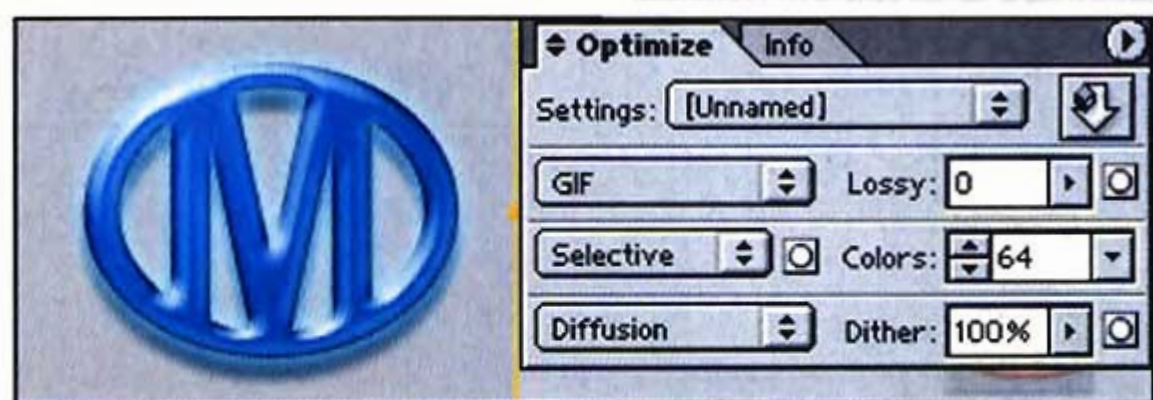 M
Optimize Info
Settings: [Unnamed]
GIF Lossy: 0
Selective Colors: 64
Diffusion Dither: 100%